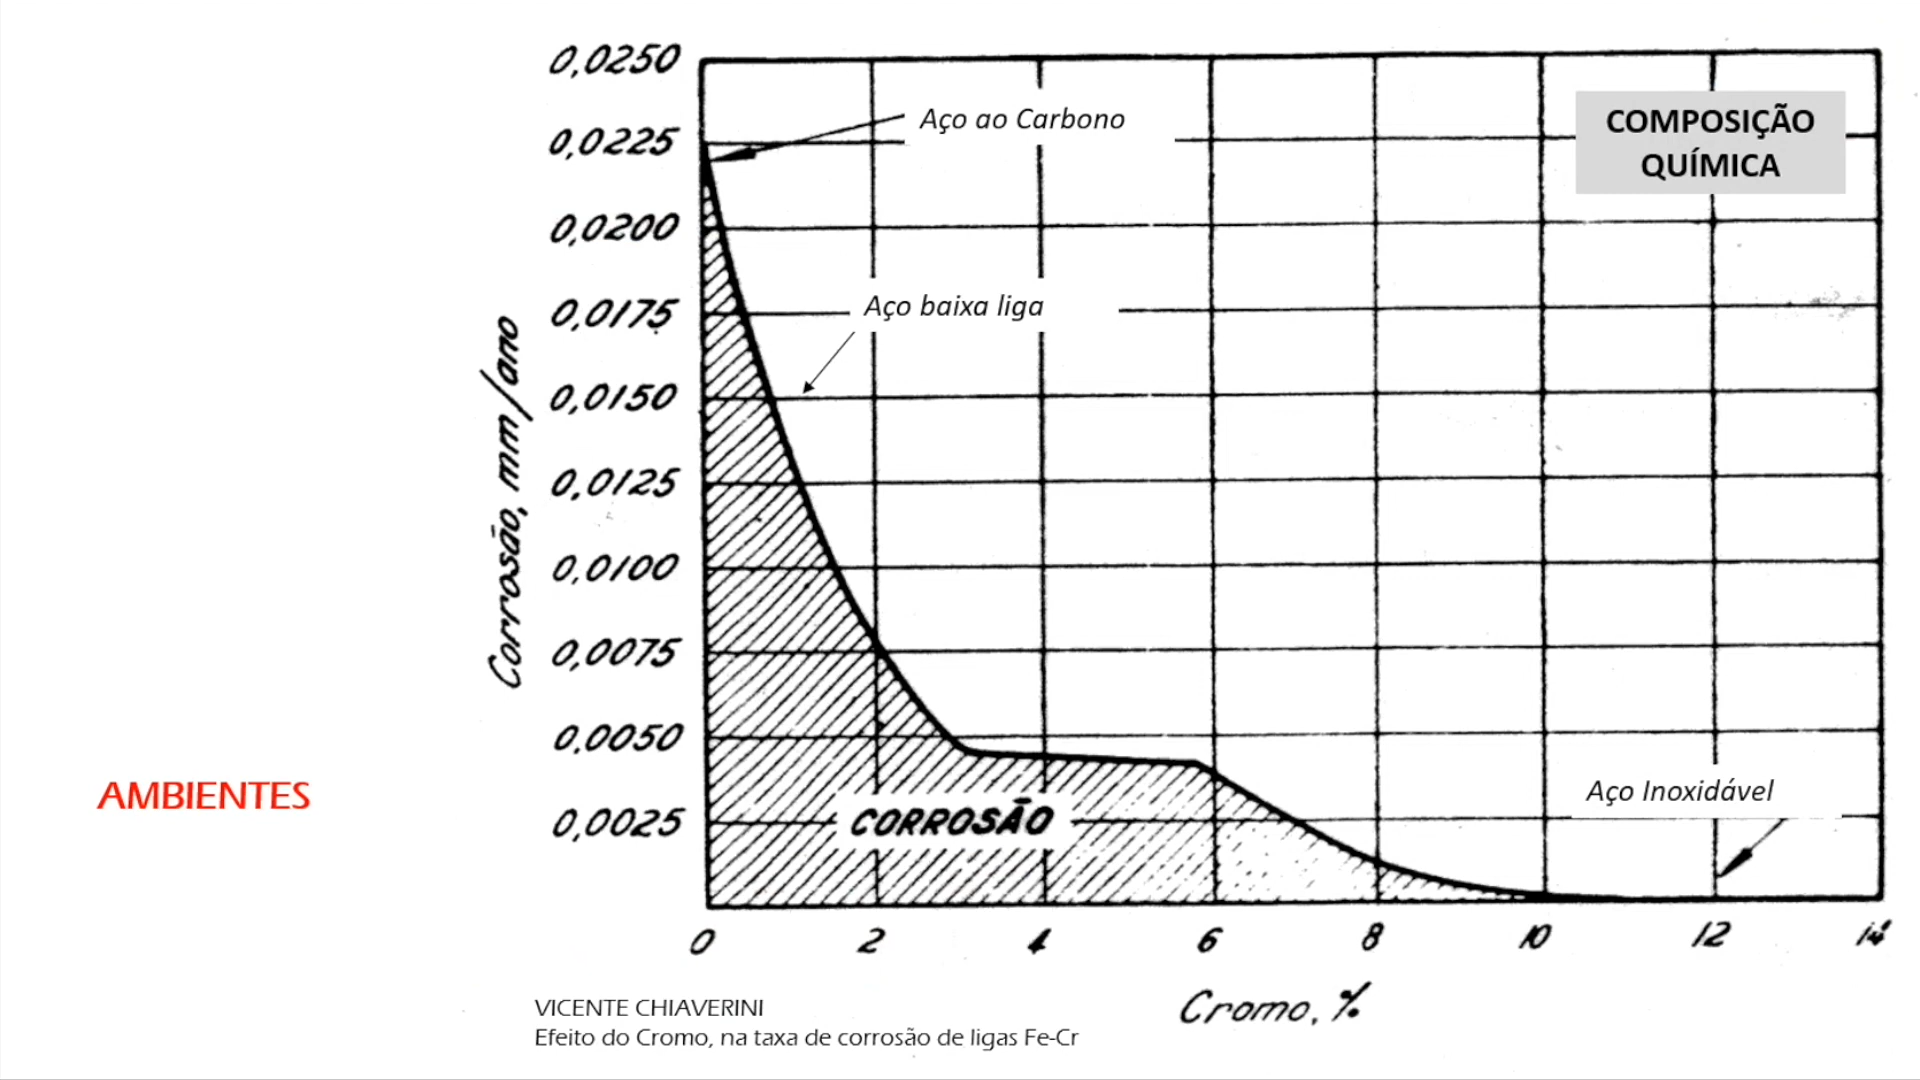 0,0250
Aço ao Carbono
COMPOSIÇÃO
QUÍMICA
0,0225
0,0200
Aço baixa liga
0,0175
0,0150
0,0125
0,0100
0,0075
0,0050
Corrosão, mm/ano
AMBIENTES
Aço Inoxidável
0,0025
CORROSÃO
0 2 4 6 8 10 12 14
Cromo, %
VICENTE CHIAVERINI
Efeito do Cromo, na taxa de corrosão de ligas Fe-Cr